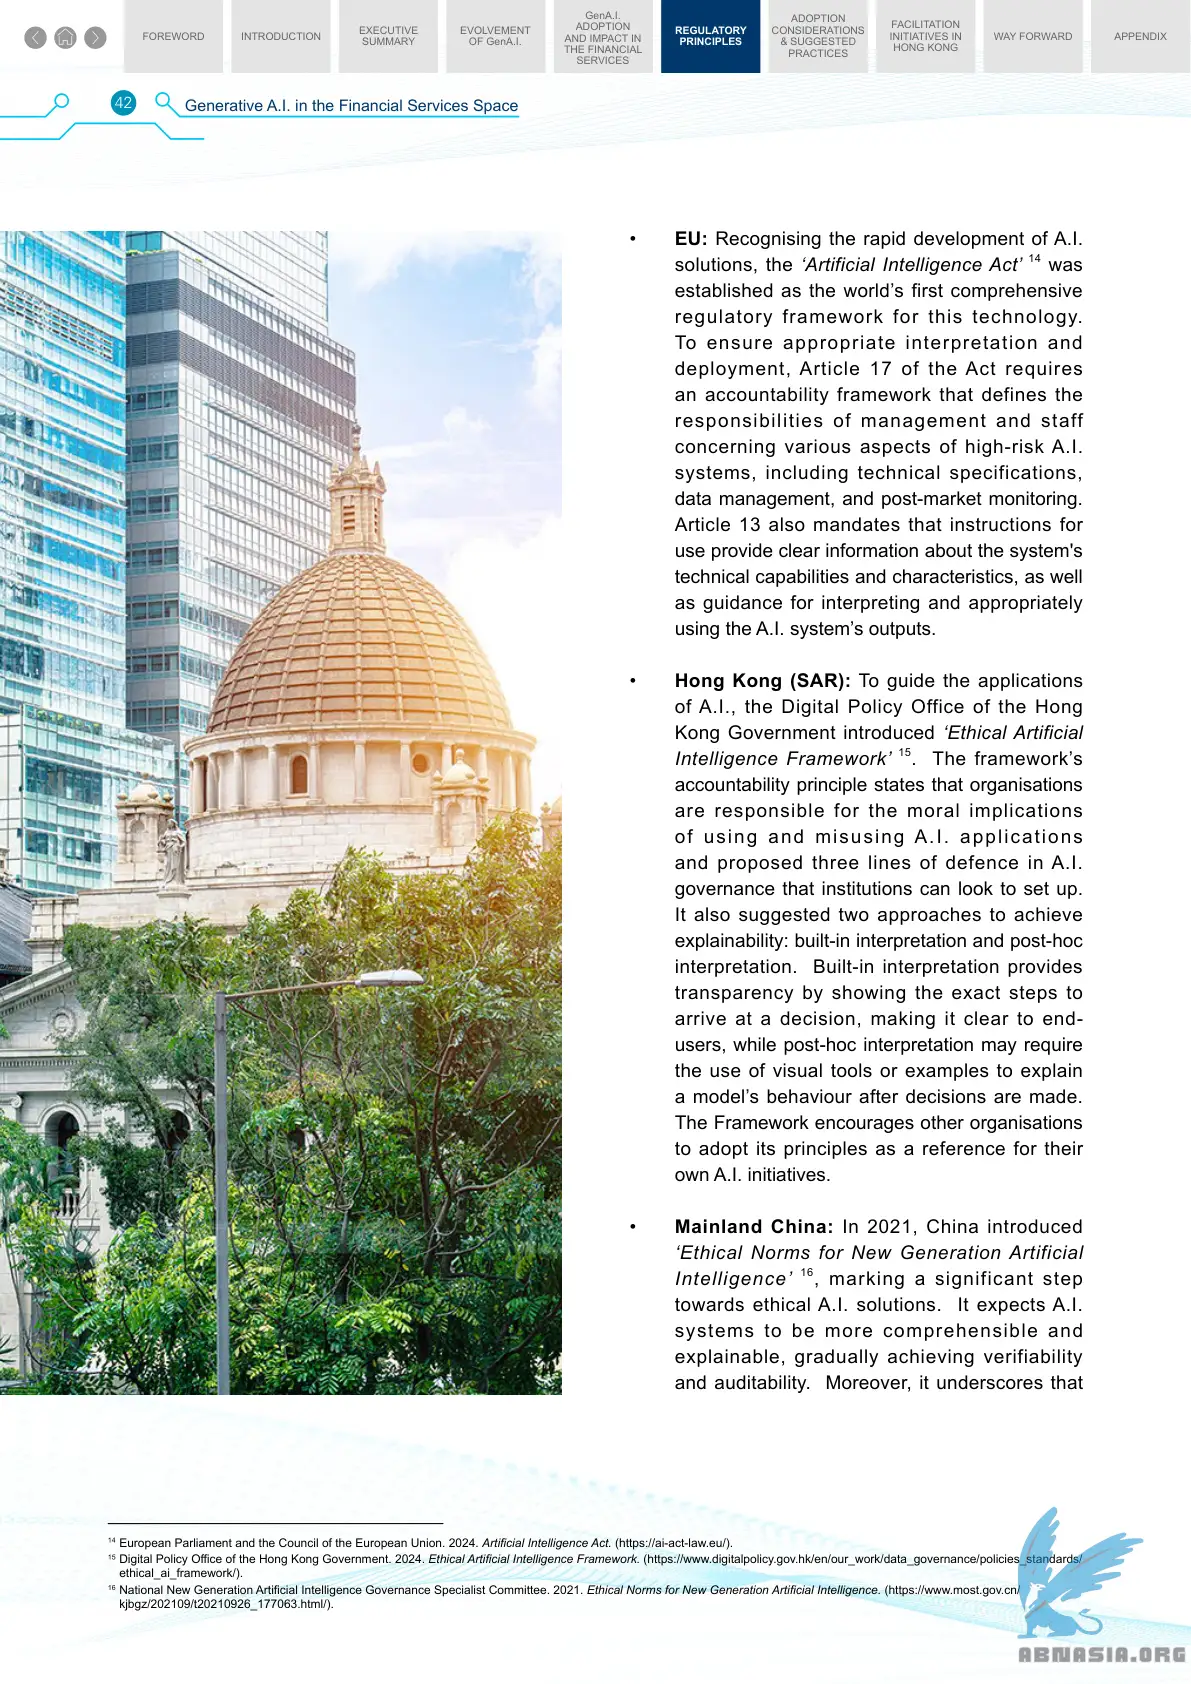 FOREWORD
INTRODUCTION
EXECUTIVE
SUMMARY
EVOLVEMENT
OF GenA.I.
GenA.I.
ADOPTION
AND IMPACT IN
THE FINANCIAL
SERVICES
REGULATORY
PRINCIPLES
ADOPTION
CONSIDERATIONS
& SUGGESTED
PRACTICES
FACILITATION
INITIATIVES IN
HONG KONG
WAY FORWARD
APPENDIX
42
Generative A.I. in the Financial Services Space
• EU: Recognising the rapid development of A.I.
solutions, the ‘Artificial Intelligence Act’ 14 was
established as the world’s first comprehensive
regulatory framework for this technology.
To ensure appropriate interpretation and
deployment, Article 17 of the Act requires
an accountability framework that defines the
responsibilities of management and staff
concerning various aspects of high-risk A.I.
systems, including technical specifications,
data management, and post-market monitoring.
Article 13 also mandates that instructions for
use provide clear information about the system's
technical capabilities and characteristics, as well
as guidance for interpreting and appropriately
using the A.I. system’s outputs.
• Hong Kong (SAR): To guide the applications
of A.I., the Digital Policy Office of the Hong
Kong Government introduced ‘Ethical Artificial
Intelligence Framework’ 15. The framework’s
accountability principle states that organisations
are responsible for the moral implications
of using and misusing A.I. applications
and proposed three lines of defence in A.I.
governance that institutions can look to set up.
It also suggested two approaches to achieve
explainability: built-in interpretation and post-hoc
interpretation. Built-in interpretation provides
transparency by showing the exact steps to
arrive at a decision, making it clear to end-
users, while post-hoc interpretation may require
the use of visual tools or examples to explain
a model’s behaviour after decisions are made.
The Framework encourages other organisations
to adopt its principles as a reference for their
own A.I. initiatives.
• Mainland China: In 2021, China introduced
‘Ethical Norms for New Generation Artificial
Intelligence’ 16, marking a significant step
towards ethical A.I. solutions. It expects A.I.
systems to be more comprehensible and
explainable, gradually achieving verifiability
and auditability. Moreover, it underscores that
14 European Parliament and the Council of the European Union. 2024. Artificial Intelligence Act. (https://ai-act-law.eu/).
15 Digital Policy Office of the Hong Kong Government. 2024. Ethical Artificial Intelligence Framework. (https://www.digitalpolicy.gov.hk/en/our_work/data_governance/policies_standards/
ethical_ai_framework/).
16 National New Generation Artificial Intelligence Governance Specialist Committee. 2021. Ethical Norms for New Generation Artificial Intelligence. (https://www.most.gov.cn/
kjbgz/202109/t20210926_177063.html/).
ABNASIA.ORG